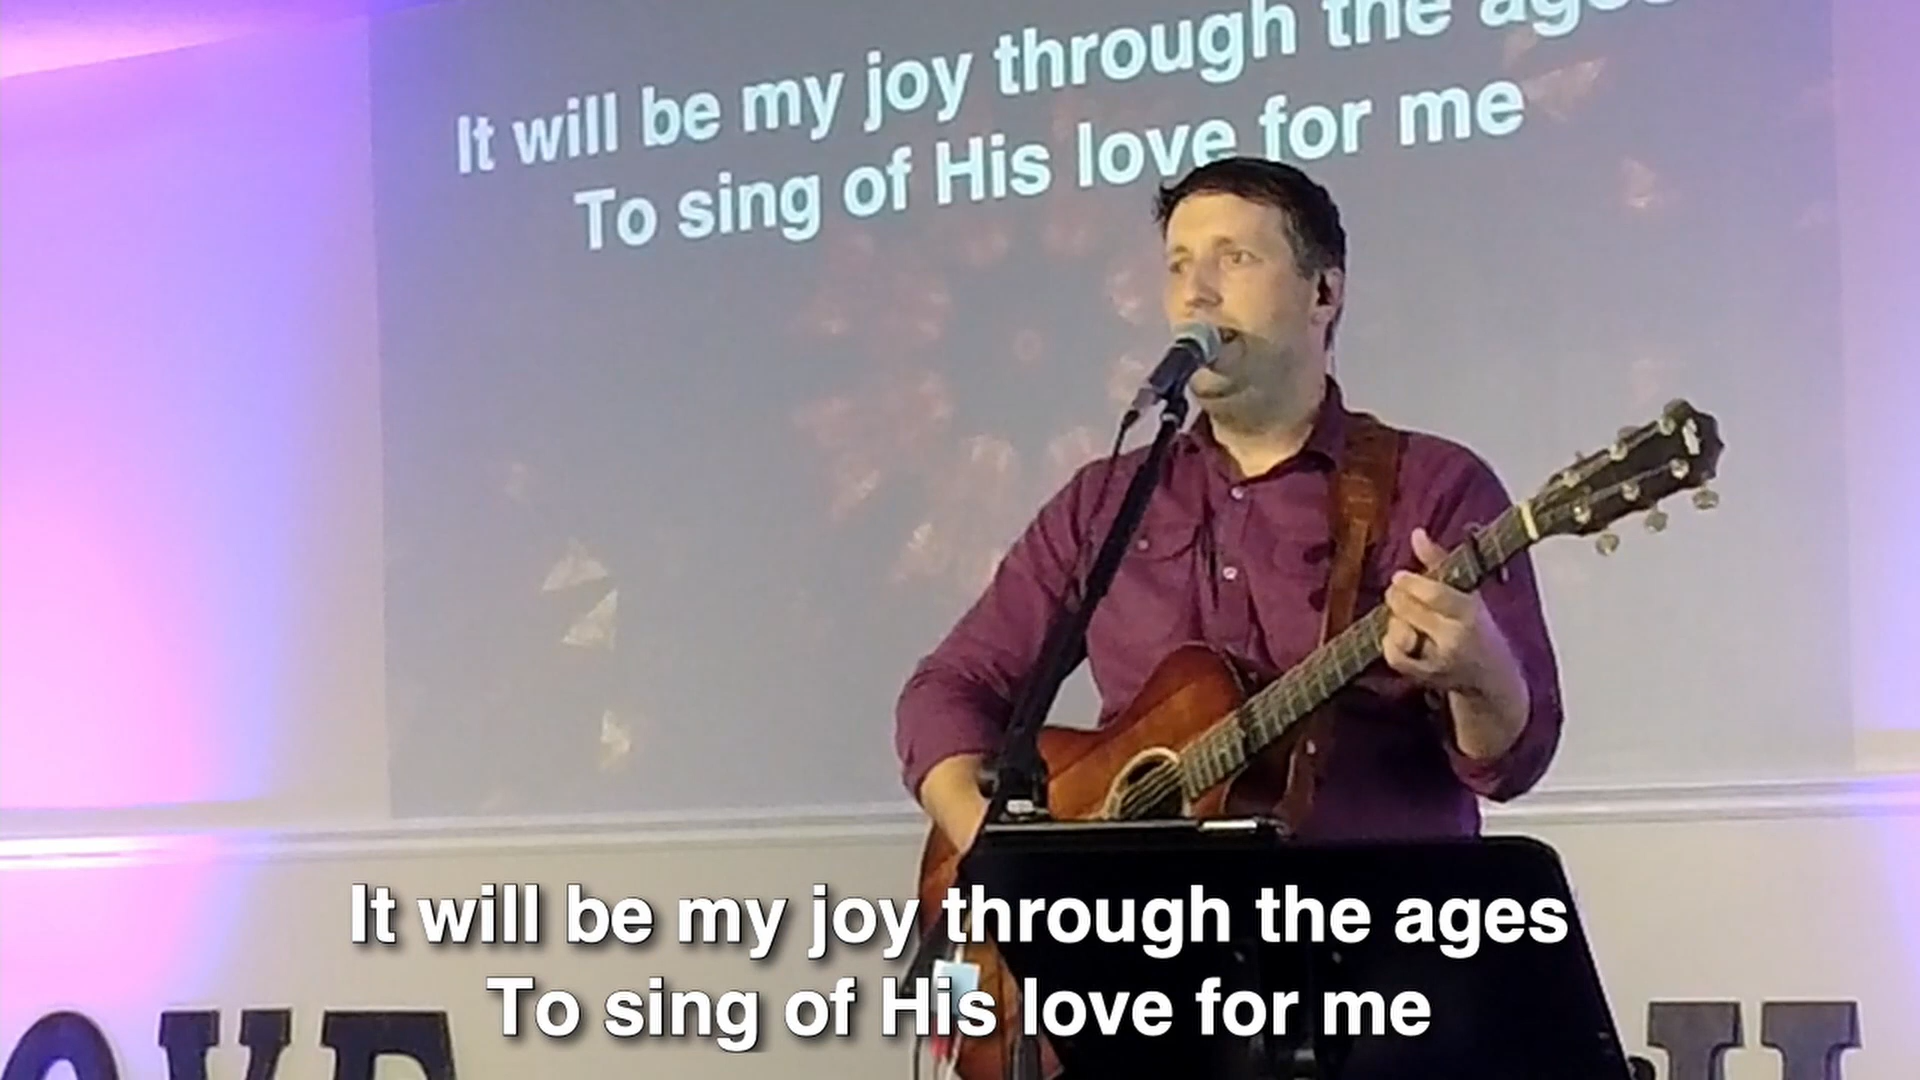 It will be my joy through the ages
To sing of His love for me
It will be my joy through the ages
To sing of His love for me